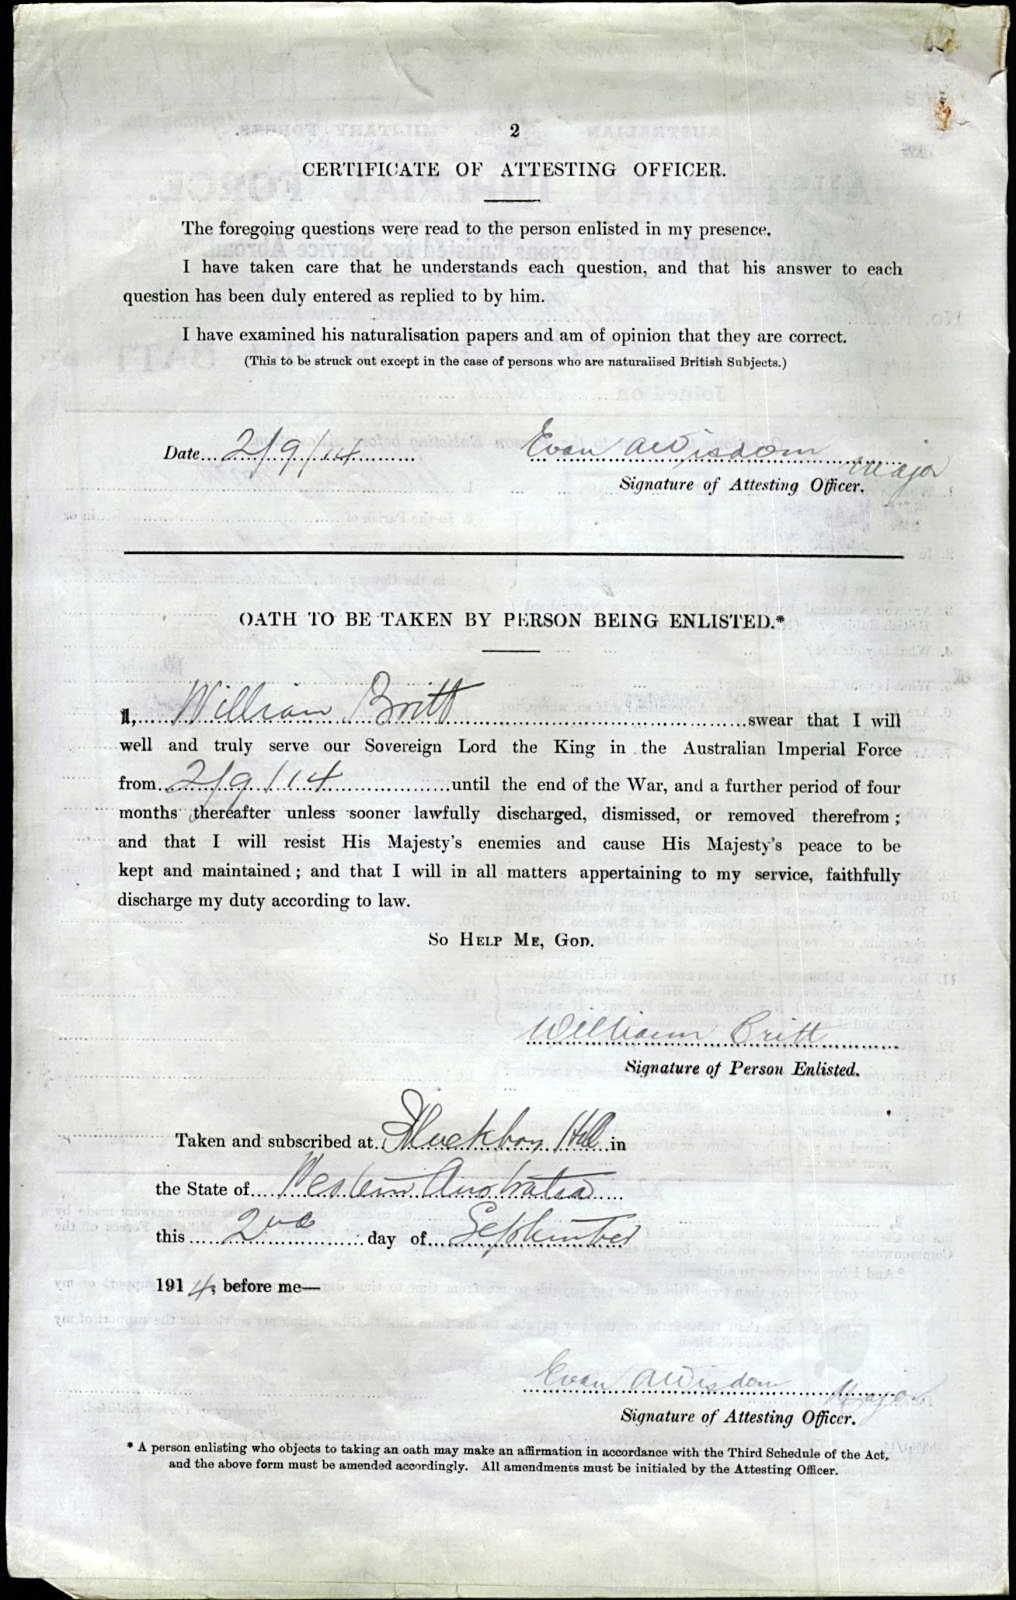 2
CERTIFICATE OF ATTESTING OFFICER.
The foregoing questions were read to the person enlisted in my presence.
I have taken care that he understands each question, and that his answer to each
question has been duly entered as replied to by him.
I have examined his naturalisation papers and am of opinion that they are correct.
(This to be struck out except in the case of persons who are naturalised British Subjects.)
Date 2/9/14 Evan A Wisdom Major
Signature of Attesting Officer.
OATH TO BE TAKEN BY PERSON BEING ENLISTED.*
I, William Britt swear that I will
well and truly serve our Sovereign Lord the King in the Australian Imperial Force
from 2/9/14 until the end of the War, and a further period of four
months thereafter unless sooner lawfully discharged, dismissed, or removed therefrom;
and that I will resist His Majesty's enemies and cause His Majesty's peace to be
kept and maintained; and that I will in all matters appertaining to my service, faithfully
discharge my duty according to law.
So Help Me, God.
William Britt
Signature of Person Enlisted.
Taken and subscribed at Blackboy Hill in
the State of Western Australia
this 2nd day of September
1914, before me—
Evan A Wisdom Major
Signature of Attesting Officer.
* A person enlisting who objects to taking an oath may make an affirmation in accordance with the Third Schedule of the Act,
and the above form must be amended accordingly. All amendments must be initialed by the Attesting Officer.